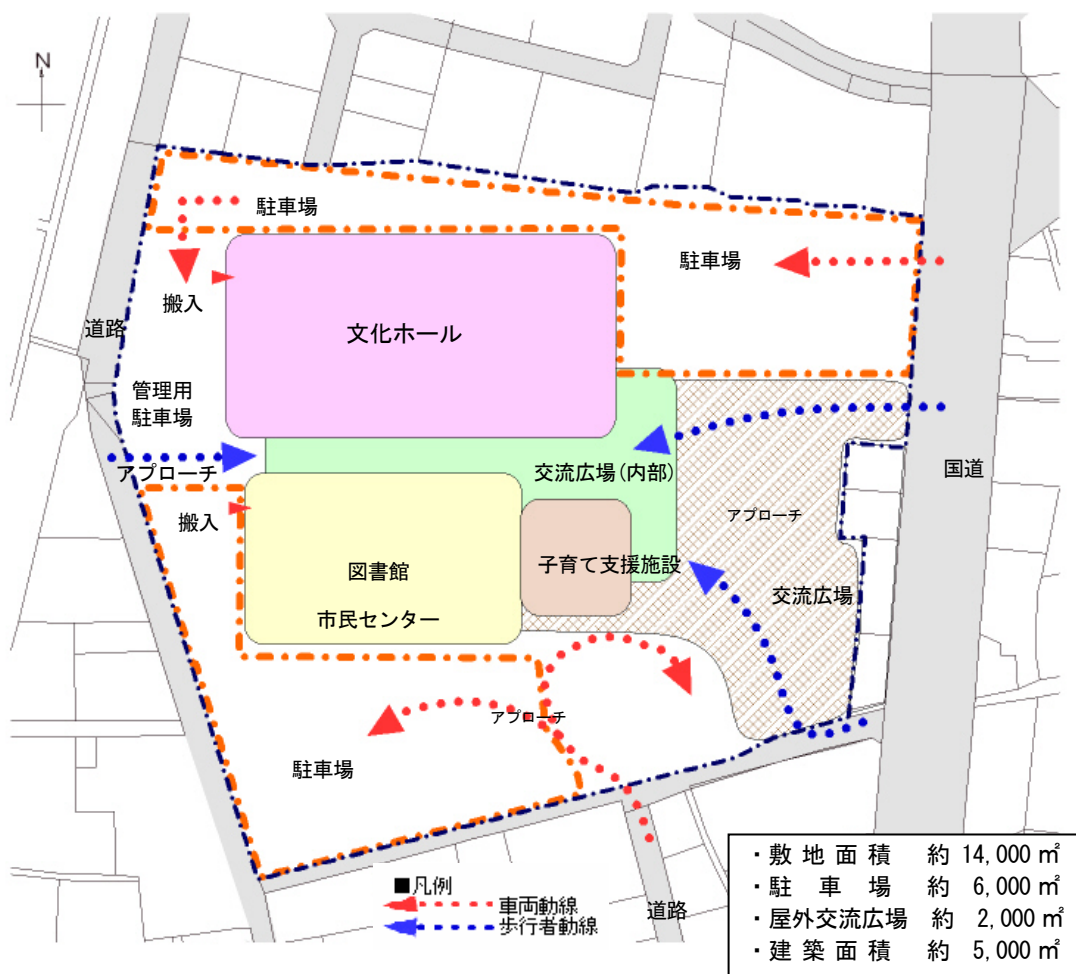 N
駐車場
駐車場
搬入
道路
文化ホール
管理用
駐車場
アプローチ
交流広場(内部)
国道
搬入
アプローチ
図書館
子育て支援施設
交流広場
市民センター
アプローチ
駐車場
■凡例
車両動線
歩行者動線
道路
・敷地面積 約 14,000 ㎡
・駐車場 約 6,000 ㎡
・屋外交流広場 約 2,000 ㎡
・建築面積 約 5,000 ㎡